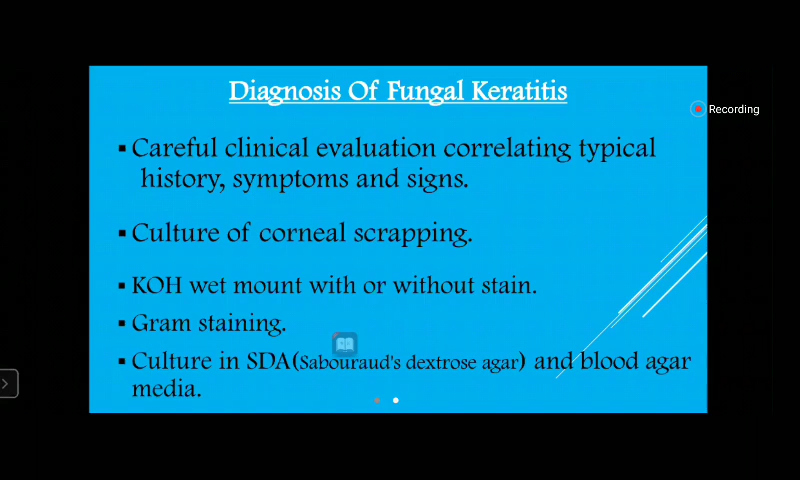 Diagnosis Of Fungal Keratitis
Recording
▪ Careful clinical evaluation correlating typical
history, symptoms and signs.
▪ Culture of corneal scrapping.
▪ KOH wet mount with or without stain.
▪ Gram staining.
▪ Culture in SDA(Sabouraud's dextrose agar) and blood agar
media.